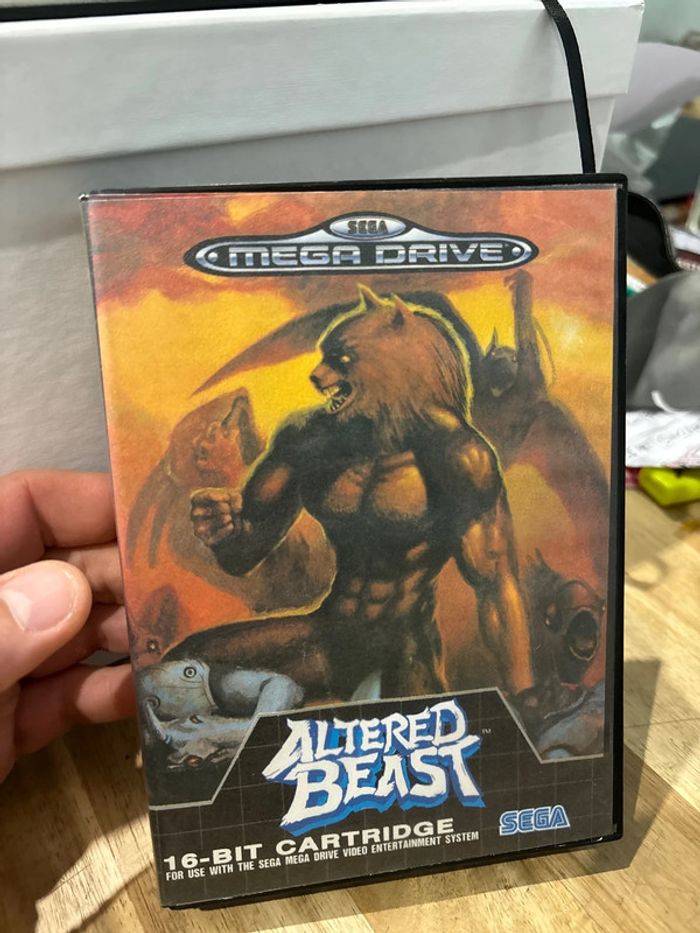 SEGA
MEGA DRIVE
ALTERED
BEAST
TM
16-BIT CARTRIDGE
FOR USE WITH THE SEGA MEGA DRIVE VIDEO ENTERTAINMENT SYSTEM
SEGA